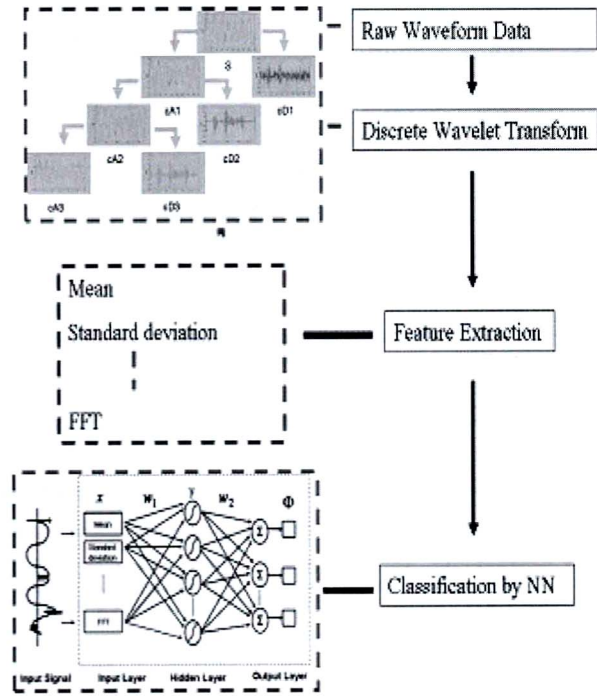 Raw Waveform Data
S
cA1
cD1
Discrete Wavelet Transform
cA2
cD2
cA3
cD3
Mean
Standard deviation
FFT
Feature Extraction
x W1 y W2 Φ
Mean
Standard deviation
FFT
Σ
Σ
Σ
Classification by NN
Input Signal Input Layer Hidden Layer Output Layer